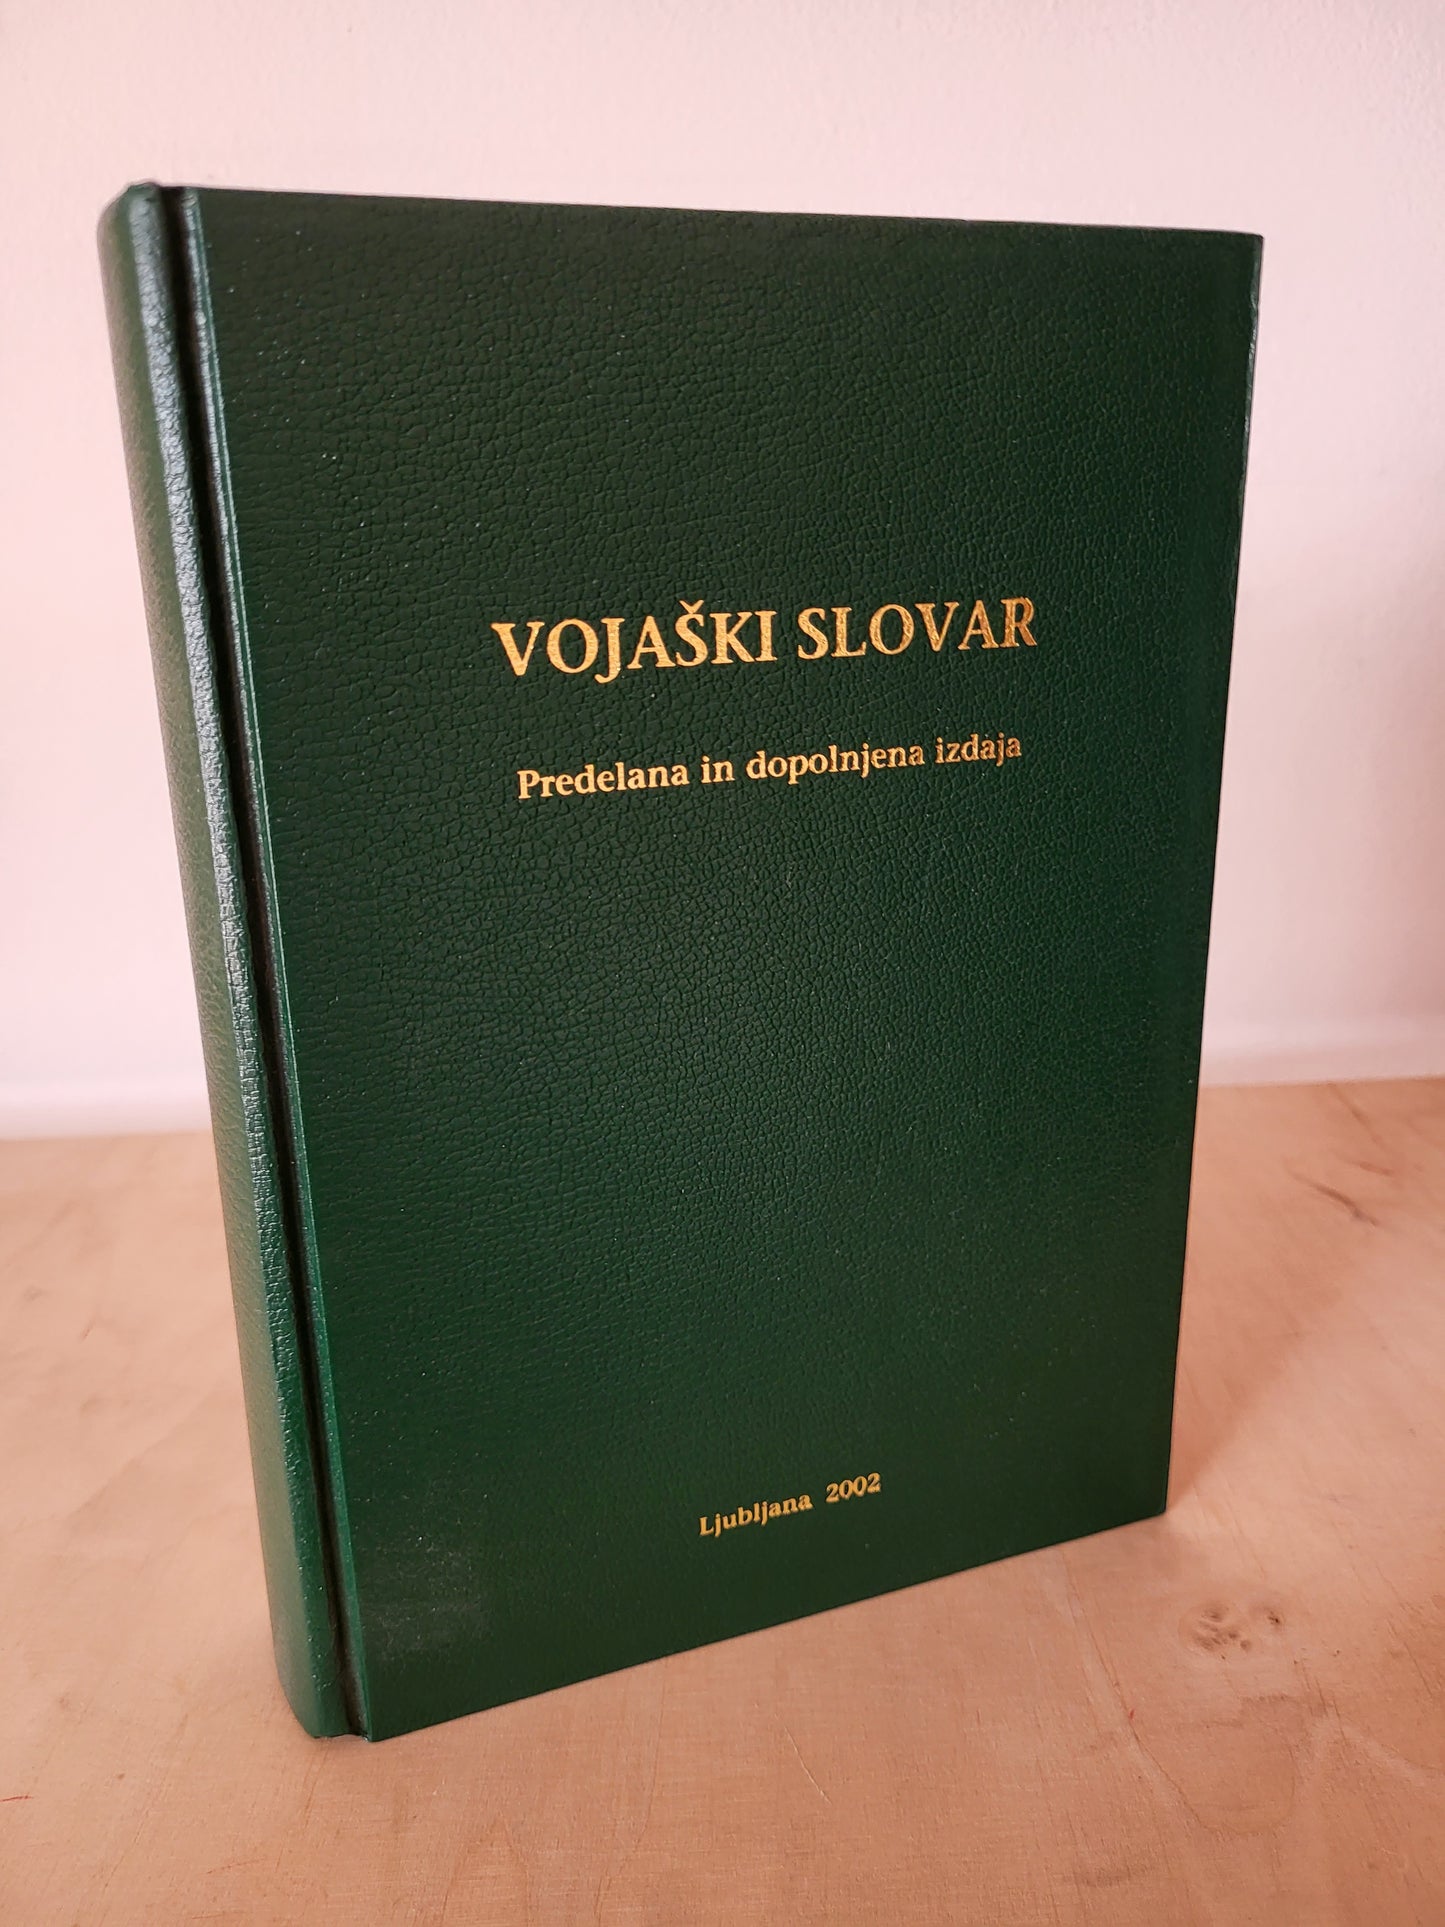 VOJAŠKI SLOVAR
Predelana in dopolnjena izdaja
Ljubljana 2002